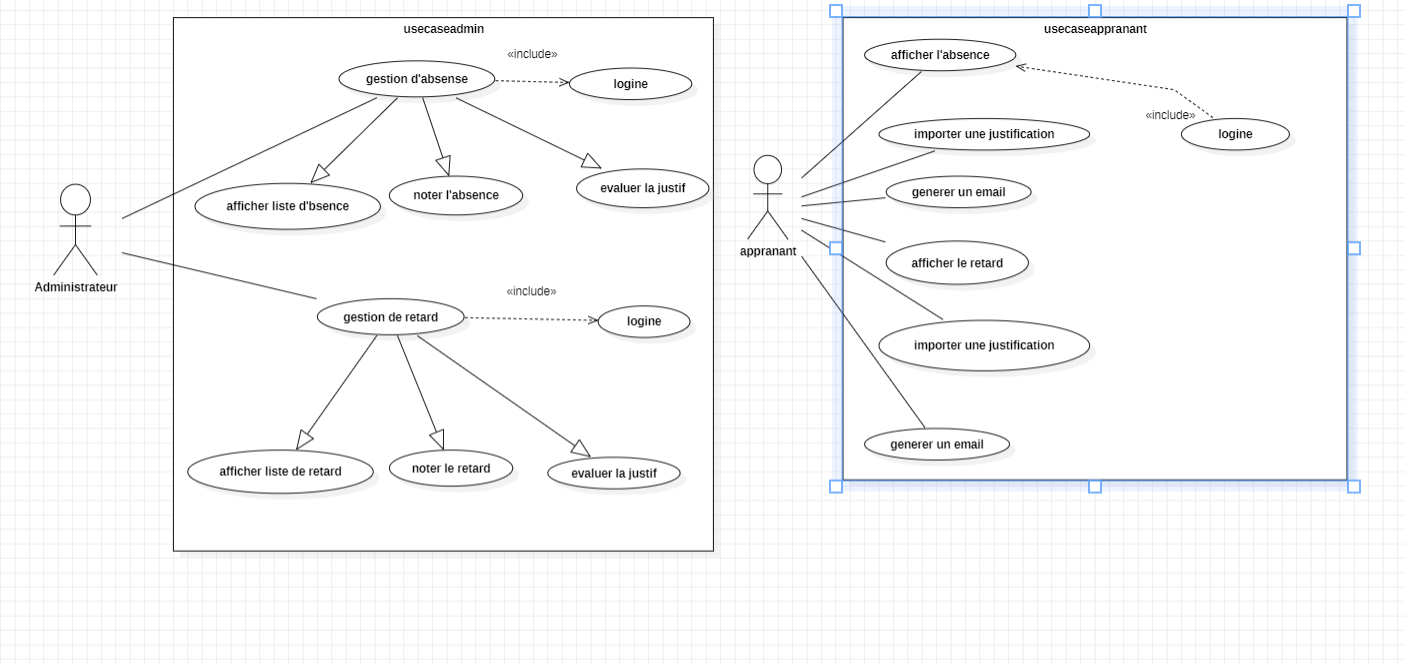 usecaseadmin
«include»
gestion d'absense
logine
afficher liste d'bsence
noter l'absence
evaluer la justif
Administrateur
«include»
gestion de retard
logine
afficher liste de retard
noter le retard
evaluer la justif
usecaseappranant
afficher l'absence
«include»
importer une justification
logine
generer un email
appranant
afficher le retard
importer une justification
generer un email